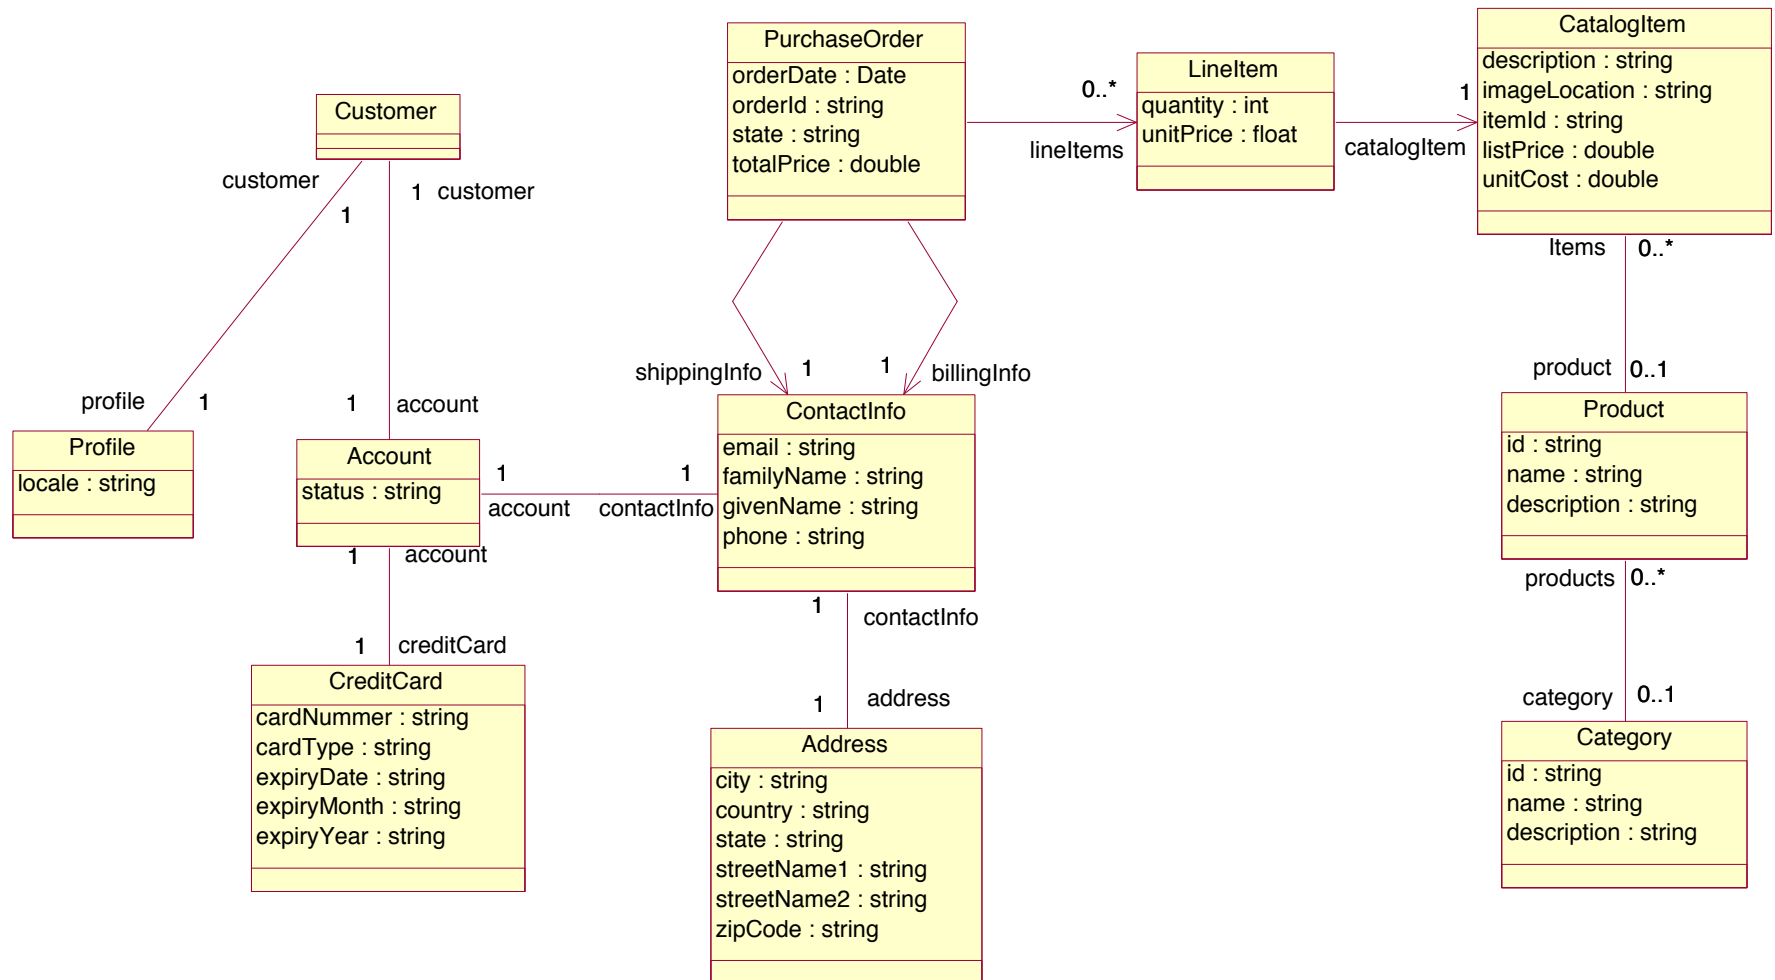 PurchaseOrder
orderDate : Date
orderId : string
state : string
totalPrice : double
0..*
lineItems
LineItem
quantity : int
unitPrice : float
1
catalogItem
CatalogItem
description : string
imageLocation : string
itemId : string
listPrice : double
unitCost : double
Customer
customer
1
1 customer
Items 0..*
shippingInfo 1
1 billingInfo
product 0..1
profile 1
1 account
Profile
locale : string
Account
status : string
1
account
1
contactInfo
ContactInfo
email : string
familyName : string
givenName : string
phone : string
Product
id : string
name : string
description : string
1 account
1 creditCard
CreditCard
cardNummer : string
cardType : string
expiryDate : string
expiryMonth : string
expiryYear : string
1 contactInfo
1 address
Address
city : string
country : string
state : string
streetName1 : string
streetName2 : string
zipCode : string
products 0..*
category 0..1
Category
id : string
name : string
description : string